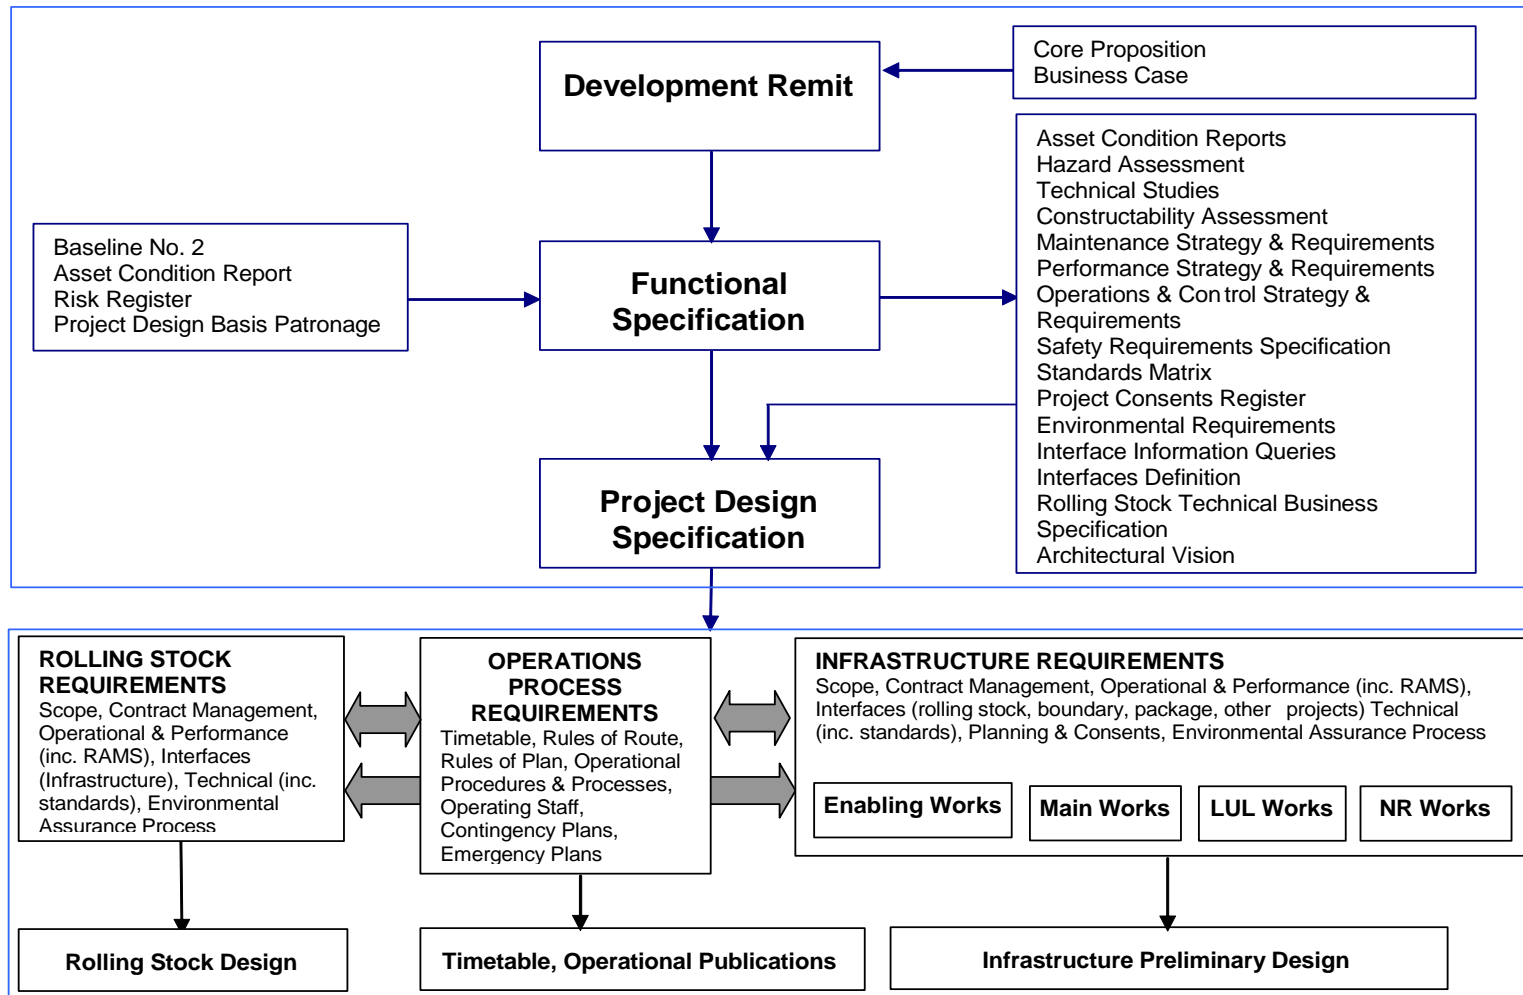 Development Remit
Core Proposition
Business Case
Baseline No. 2
Asset Condition Report
Risk Register
Project Design Basis Patronage
Functional
Specification
Asset Condition Reports
Hazard Assessment
Technical Studies
Constructability Assessment
Maintenance Strategy & Requirements
Performance Strategy & Requirements
Operations & Control Strategy &
Requirements
Safety Requirements Specification
Standards Matrix
Project Consents Register
Environmental Requirements
Interface Information Queries
Interfaces Definition
Rolling Stock Technical Business
Specification
Architectural Vision
Project Design
Specification
ROLLING STOCK
REQUIREMENTS
Scope, Contract Management,
Operational & Performance
(inc. RAMS), Interfaces
(Infrastructure), Technical (inc.
standards), Environmental
Assurance Process
OPERATIONS
PROCESS
REQUIREMENTS
Timetable, Rules of Route,
Rules of Plan, Operational
Procedures & Processes,
Operating Staff,
Contingency Plans,
Emergency Plans
INFRASTRUCTURE REQUIREMENTS
Scope, Contract Management, Operational & Performance (inc. RAMS),
Interfaces (rolling stock, boundary, package, other projects) Technical
(inc. standards), Planning & Consents, Environmental Assurance Process
Enabling Works
Main Works
LUL Works
NR Works
Rolling Stock Design
Timetable, Operational Publications
Infrastructure Preliminary Design